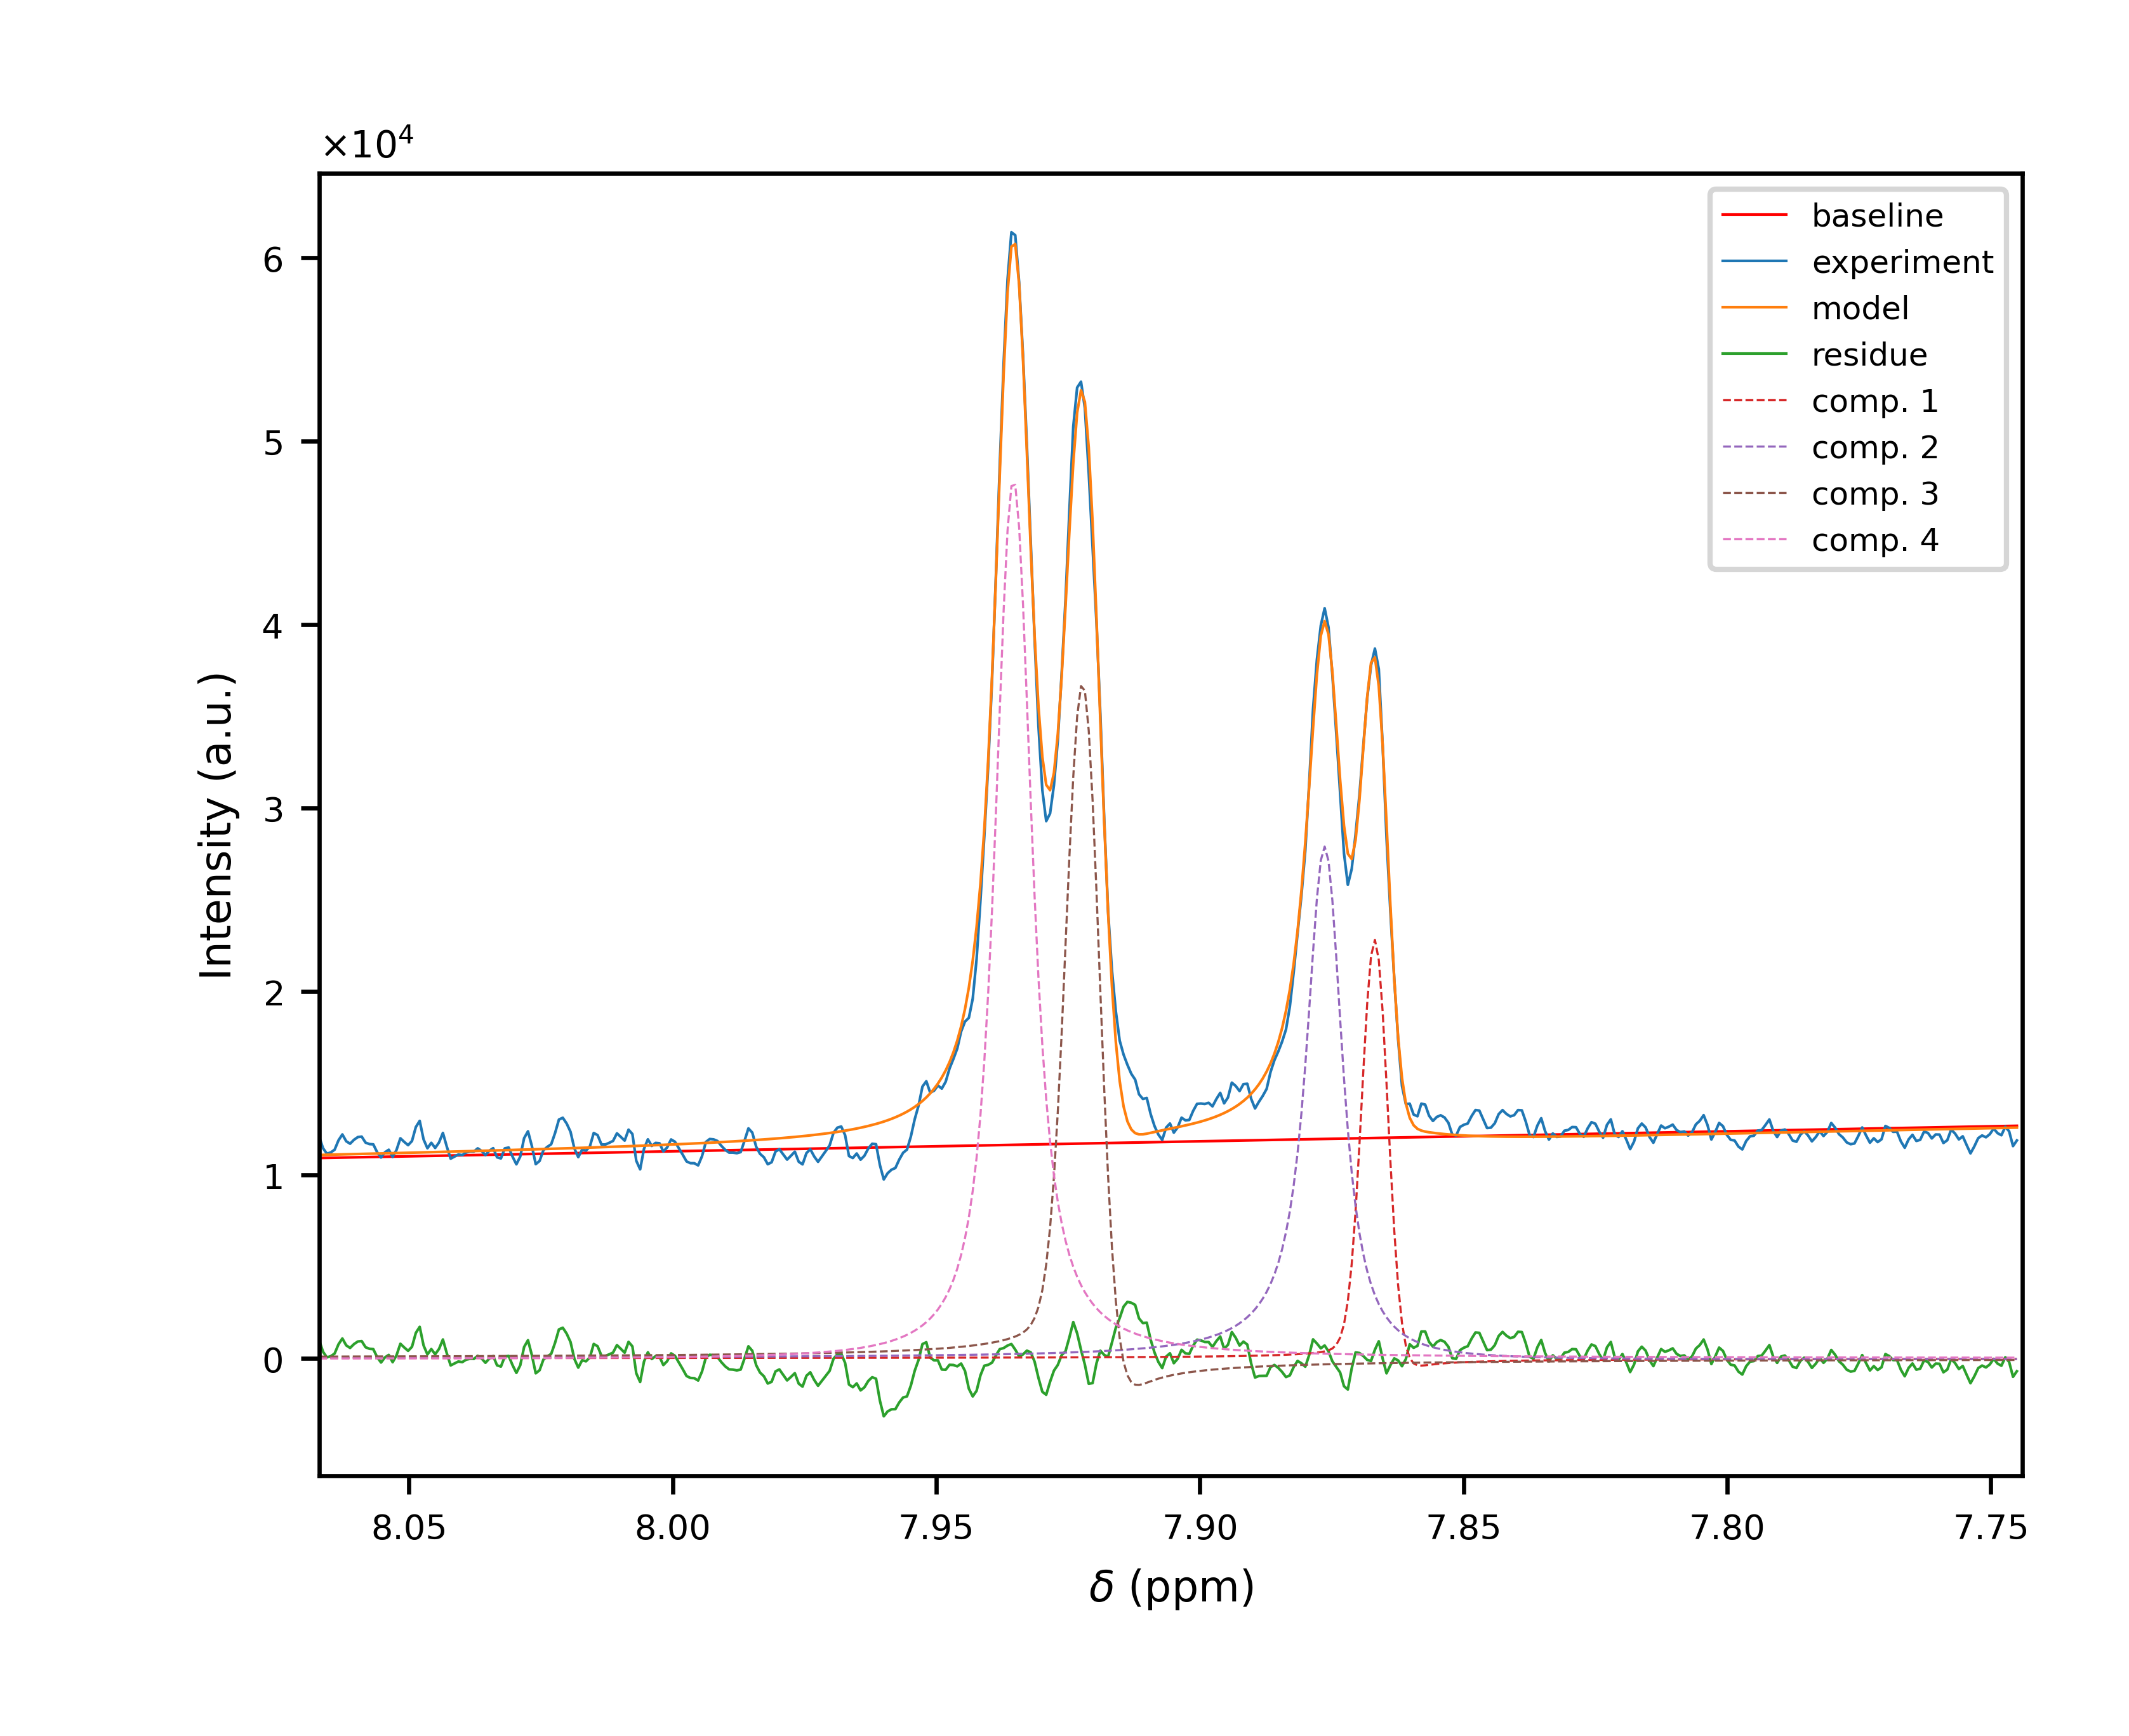 ×10⁴
Intensity (a.u.)
6
5
4
3
2
1
0
baseline
experiment
model
residue
comp. 1
comp. 2
comp. 3
comp. 4
8.05 8.00 7.95 7.90 7.85 7.80 7.75
δ (ppm)